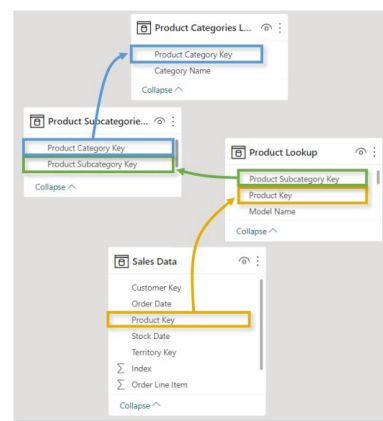 Product Categories L...
Product Category Key
Category Name
Collapse
Product Subcategorie...
Product Category Key
Product Subcategory Key
Collapse
Product Lookup
Product Subcategory Key
Product Key
Model Name
Collapse
Sales Data
Customer Key
Order Date
Product Key
Stock Date
Territory Key
∑ Index
∑ Order Line Item
Collapse